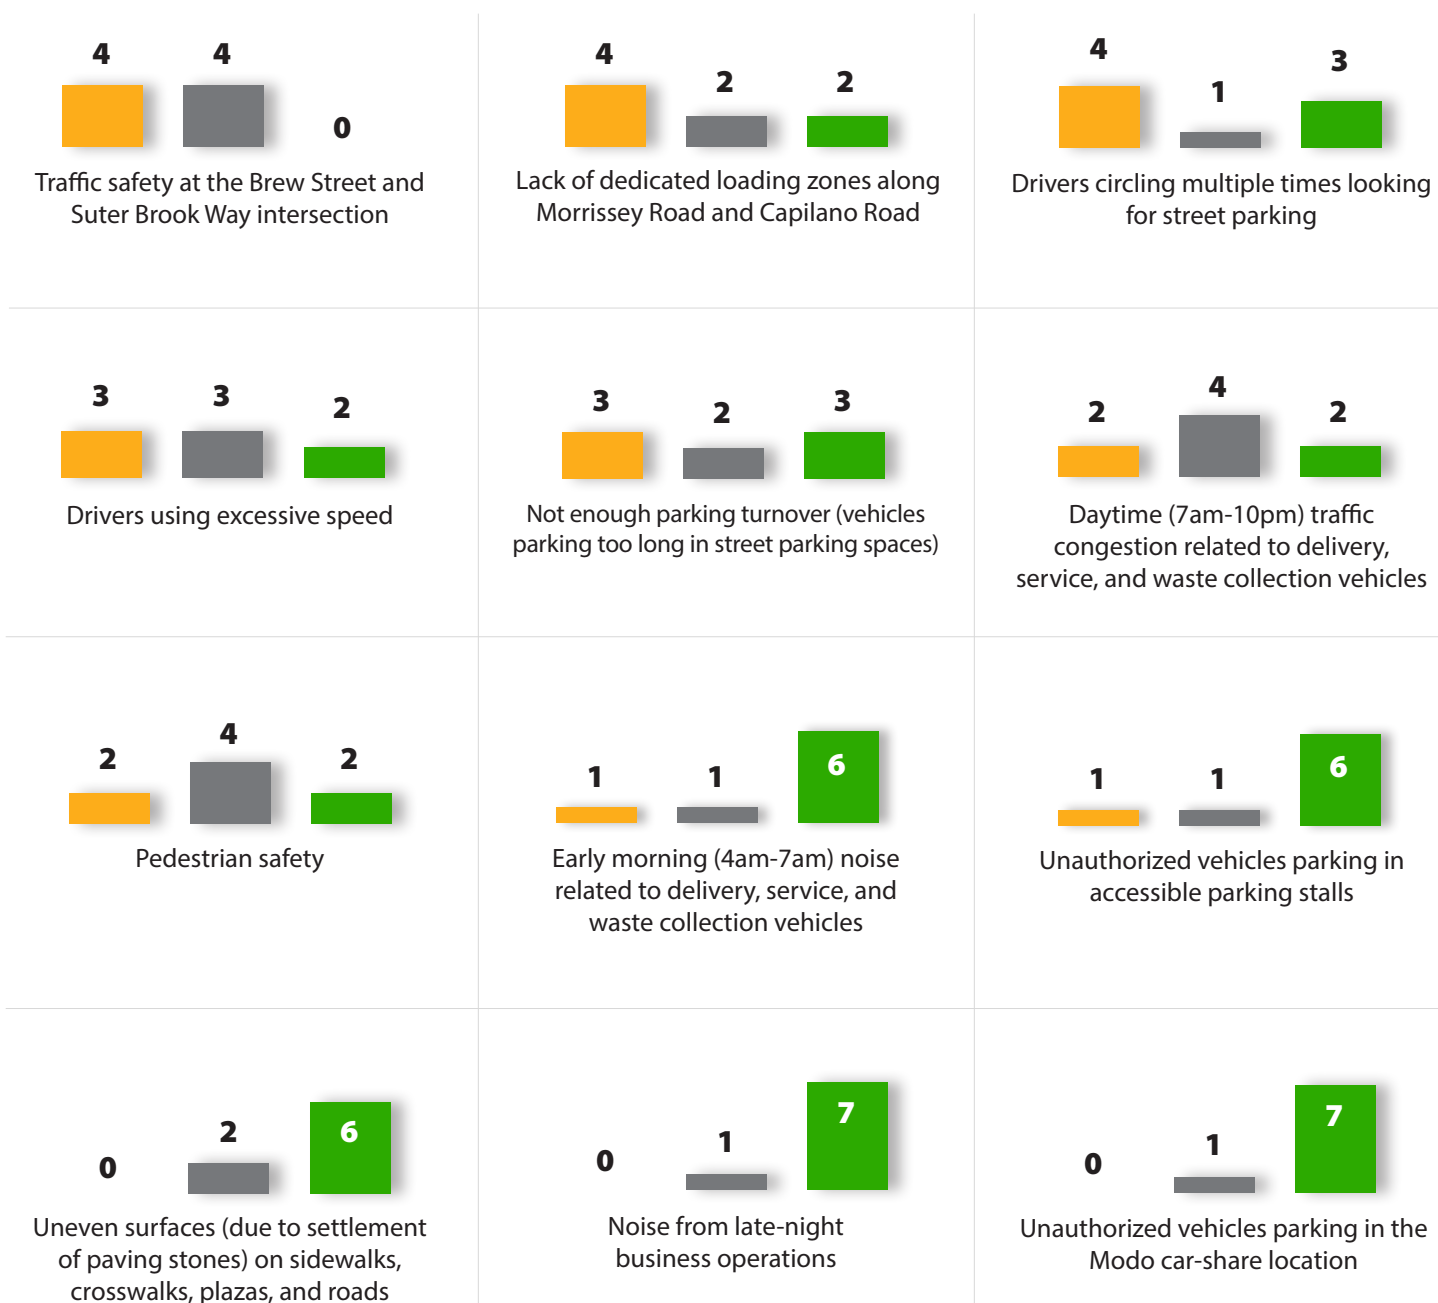 4 4 0
Traffic safety at the Brew Street and
Suter Brook Way intersection
4 2 2
Lack of dedicated loading zones along
Morrissey Road and Capilano Road
4 1 3
Drivers circling multiple times looking
for street parking
3 3 2
Drivers using excessive speed
3 2 3
Not enough parking turnover (vehicles
parking too long in street parking spaces)
2 4 2
Daytime (7am-10pm) traffic
congestion related to delivery,
service, and waste collection vehicles
2 4 2
Pedestrian safety
1 1 6
Early morning (4am-7am) noise
related to delivery, service, and
waste collection vehicles
1 1 6
Unauthorized vehicles parking in
accessible parking stalls
0 2 6
Uneven surfaces (due to settlement
of paving stones) on sidewalks,
crosswalks, plazas, and roads
0 1 7
Noise from late-night
business operations
0 1 7
Unauthorized vehicles parking in the
Modo car-share location